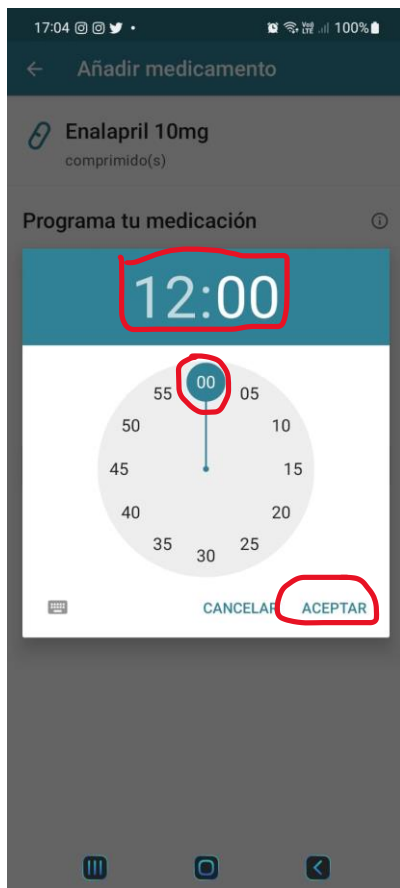 17:04 100%
Añadir medicamento
Enalapril 10mg
comprimido(s)
Programa tu medicación
12:00
00
55 05
50 10
45 15
40 20
35 25
30
CANCELAR ACEPTAR